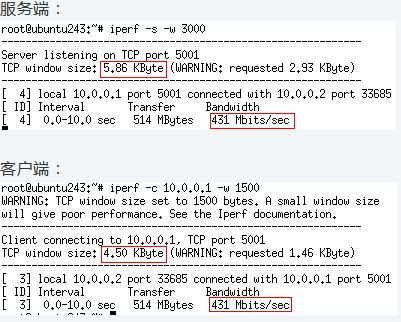 服务端：
root@ubuntu243:~# iperf -s -w 3000
------------------------------------------------------------
Server listening on TCP port 5001
TCP window size: 5.86 KByte (WARNING: requested 2.93 KByte)
------------------------------------------------------------
[  4] local 10.0.0.1 port 5001 connected with 10.0.0.2 port 33685
[ ID] Interval       Transfer     Bandwidth
[  4]  0.0-10.0 sec   514 MBytes   431 Mbits/sec
客户端：
root@ubuntu243:~# iperf -c 10.0.0.1 -w 1500
WARNING: TCP window size set to 1500 bytes. A small window size
will give poor performance. See the Iperf documentation.
------------------------------------------------------------
Client connecting to 10.0.0.1, TCP port 5001
TCP window size: 4.50 KByte (WARNING: requested 1.46 KByte)
------------------------------------------------------------
[  3] local 10.0.0.2 port 33685 connected with 10.0.0.1 port 5001
[ ID] Interval       Transfer     Bandwidth
[  3]  0.0-10.0 sec   514 MBytes   431 Mbits/sec